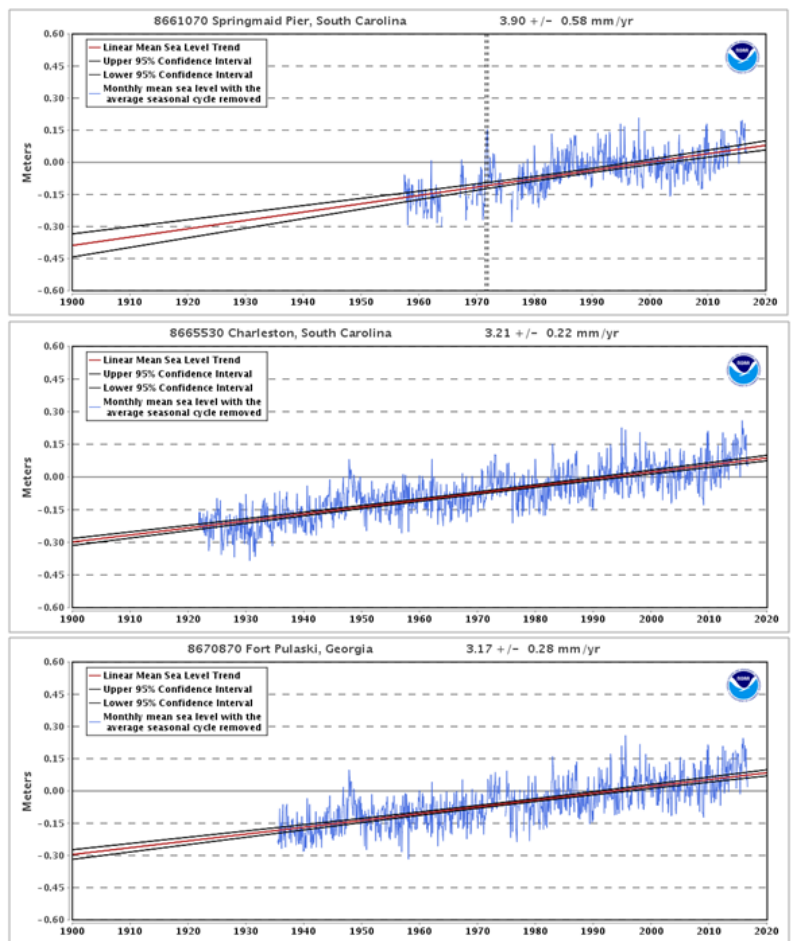 8661070 Springmaid Pier, South Carolina 3.90 +/- 0.58 mm/yr
0.60
Linear Mean Sea Level Trend
Upper 95% Confidence Interval
0.45
Lower 95% Confidence Interval
Monthly mean sea level with the
average seasonal cycle removed
0.30
0.15
0.00
Meters
-0.15
-0.30
-0.45
-0.60
1900 1910 1920 1930 1940 1950 1960 1970 1980 1990 2000 2010 2020
8665530 Charleston, South Carolina 3.21 +/- 0.22 mm/yr
0.60
Linear Mean Sea Level Trend
Upper 95% Confidence Interval
0.45
Lower 95% Confidence Interval
Monthly mean sea level with the
average seasonal cycle removed
0.30
0.15
0.00
Meters
-0.15
-0.30
-0.45
-0.60
1900 1910 1920 1930 1940 1950 1960 1970 1980 1990 2000 2010 2020
8670870 Fort Pulaski, Georgia 3.17 +/- 0.28 mm/yr
0.60
Linear Mean Sea Level Trend
Upper 95% Confidence Interval
0.45
Lower 95% Confidence Interval
Monthly mean sea level with the
average seasonal cycle removed
0.30
0.15
0.00
Meters
-0.15
-0.30
-0.45
-0.60
1900 1910 1920 1930 1940 1950 1960 1970 1980 1990 2000 2010 2020